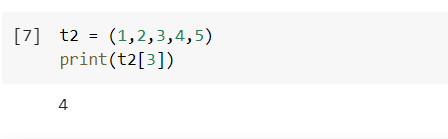 [7] t2 = (1,2,3,4,5)
print(t2[3])
4